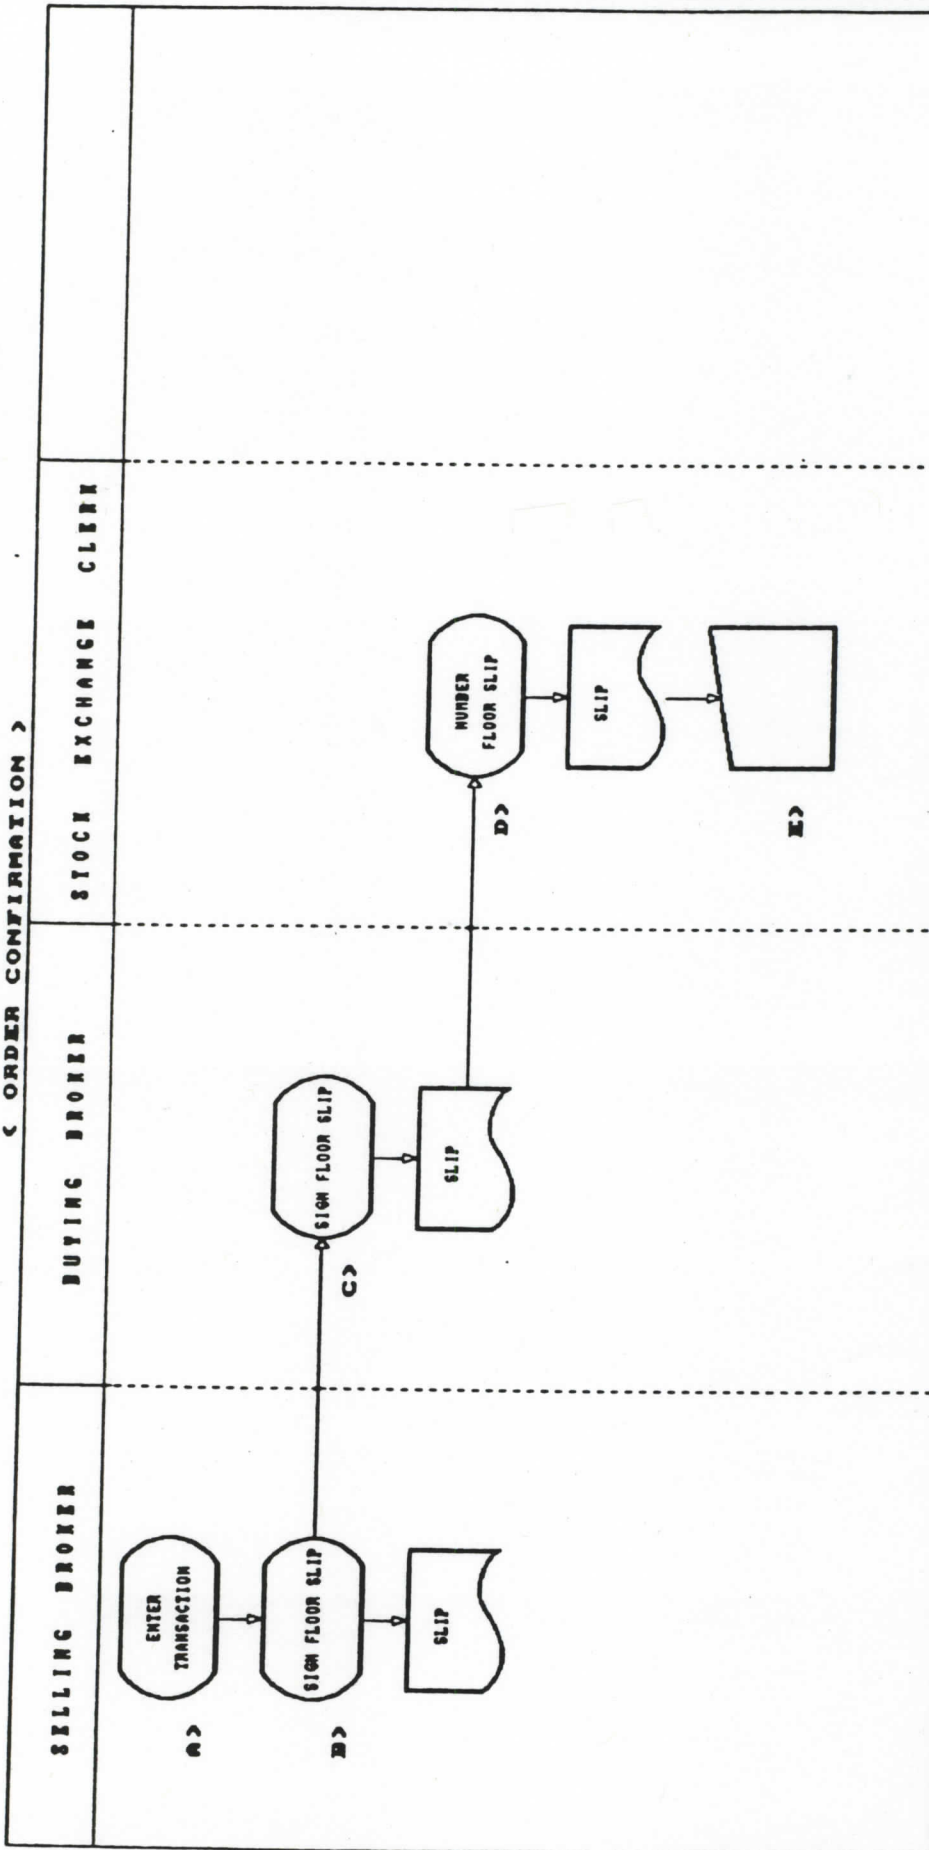 < ORDER CONFIRMATION >
SELLING BROKER
BUYING BROKER
STOCK EXCHANGE CLERK
A>
ENTER
TRANSACTION
B>
SIGN FLOOR SLIP
SLIP
C>
SIGN FLOOR SLIP
SLIP
D>
NUMBER
FLOOR SLIP
SLIP
E>